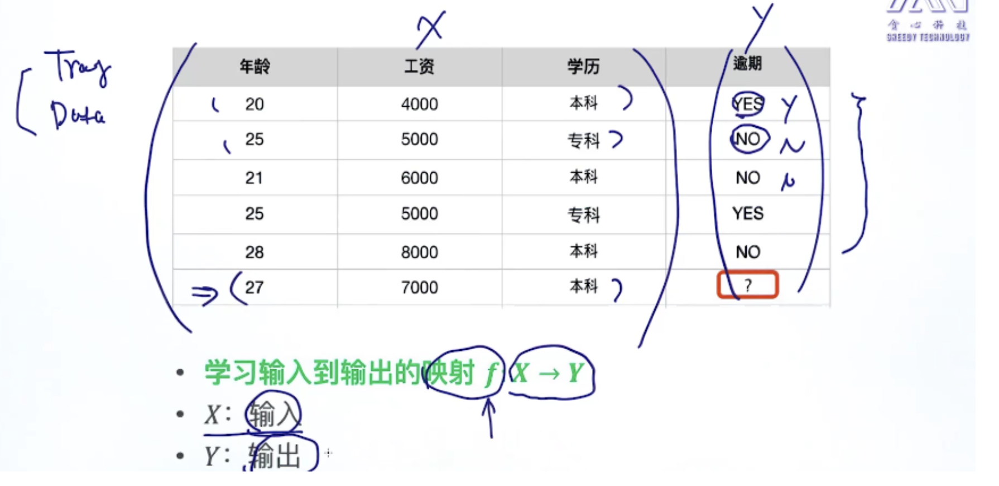 X Y
贪心科技
GREEDY TECHNOLOGY
Data
年龄 工资 学历 逾期
20 4000 本科 YES Y
25 5000 专科 NO N
21 6000 本科 NO N
25 5000 专科 YES
28 8000 本科 NO
⇒ 27 7000 本科 ?
• 学习输入到输出的映射 f X → Y
• X：输入
• Y：输出